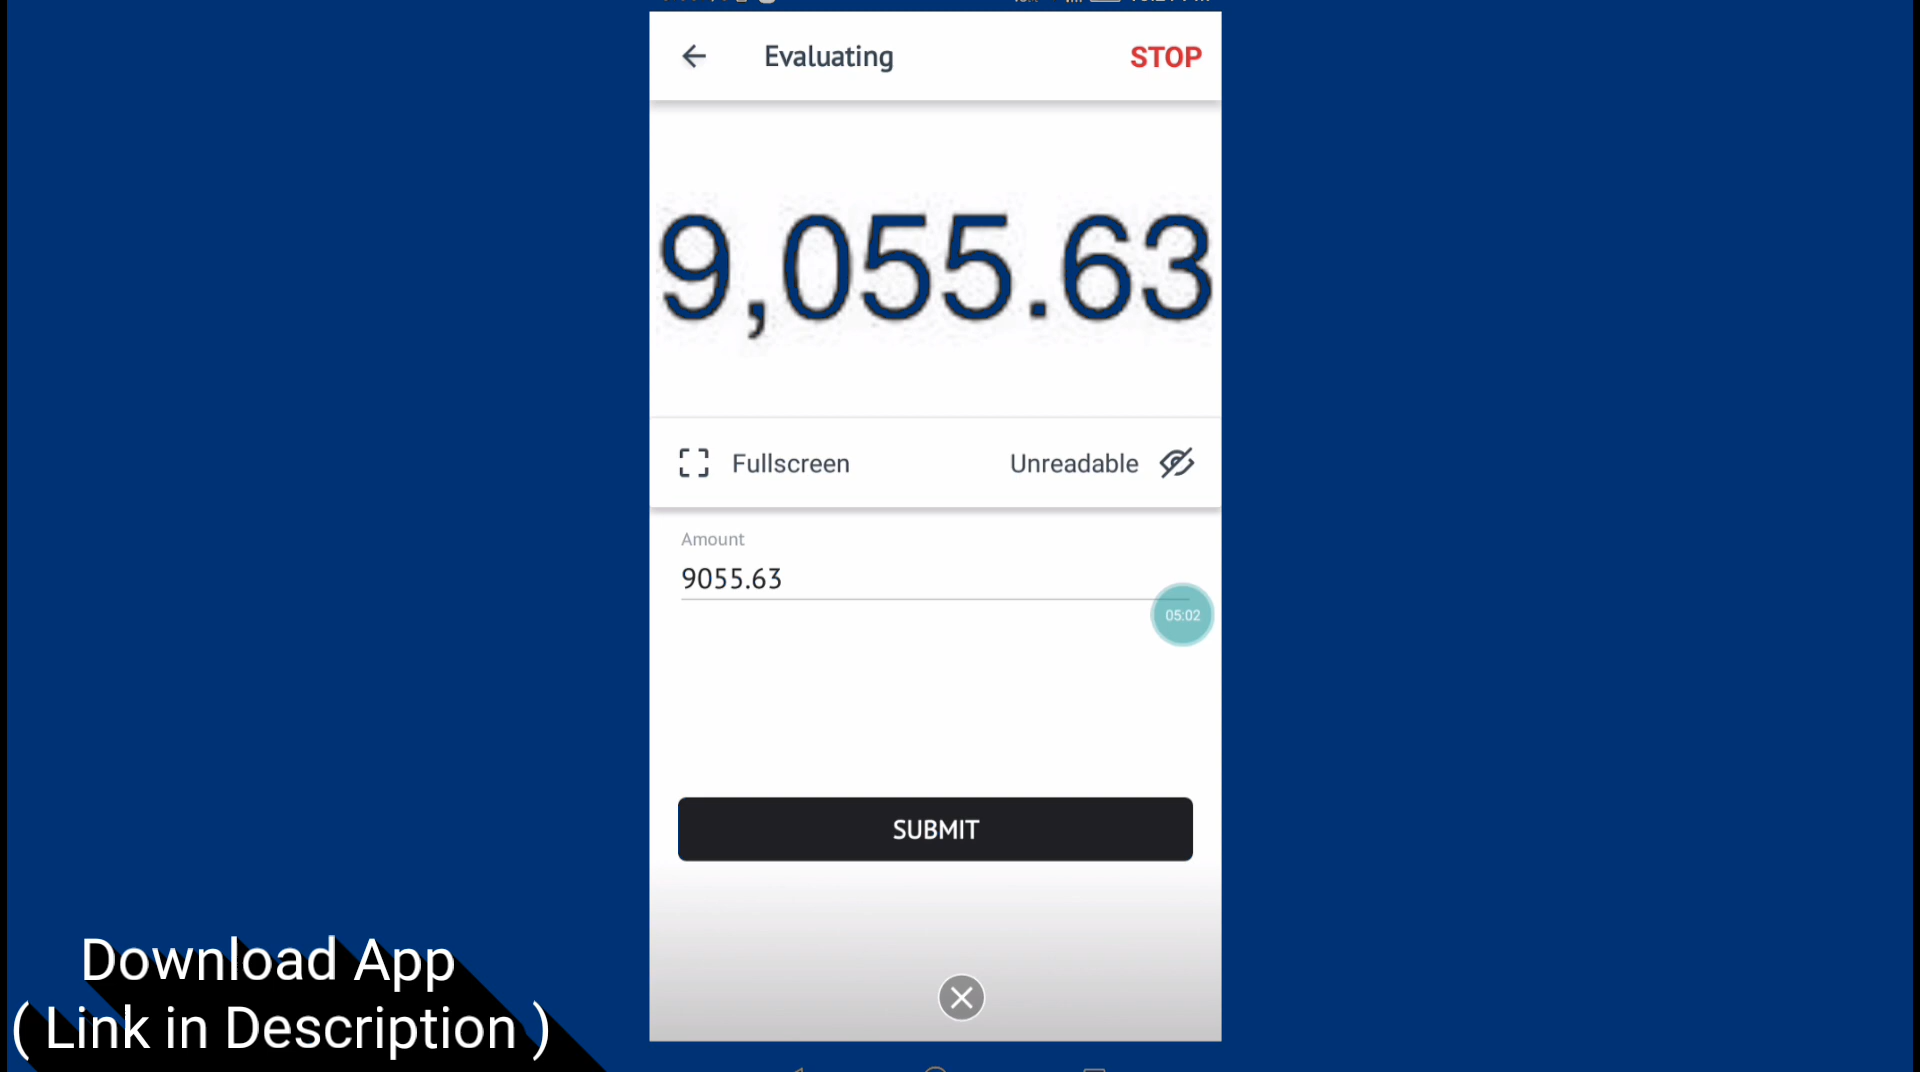 Evaluating
STOP
9,055.63
Fullscreen
Unreadable
Amount
9055.63
05:02
SUBMIT
Download App
( Link in Description )